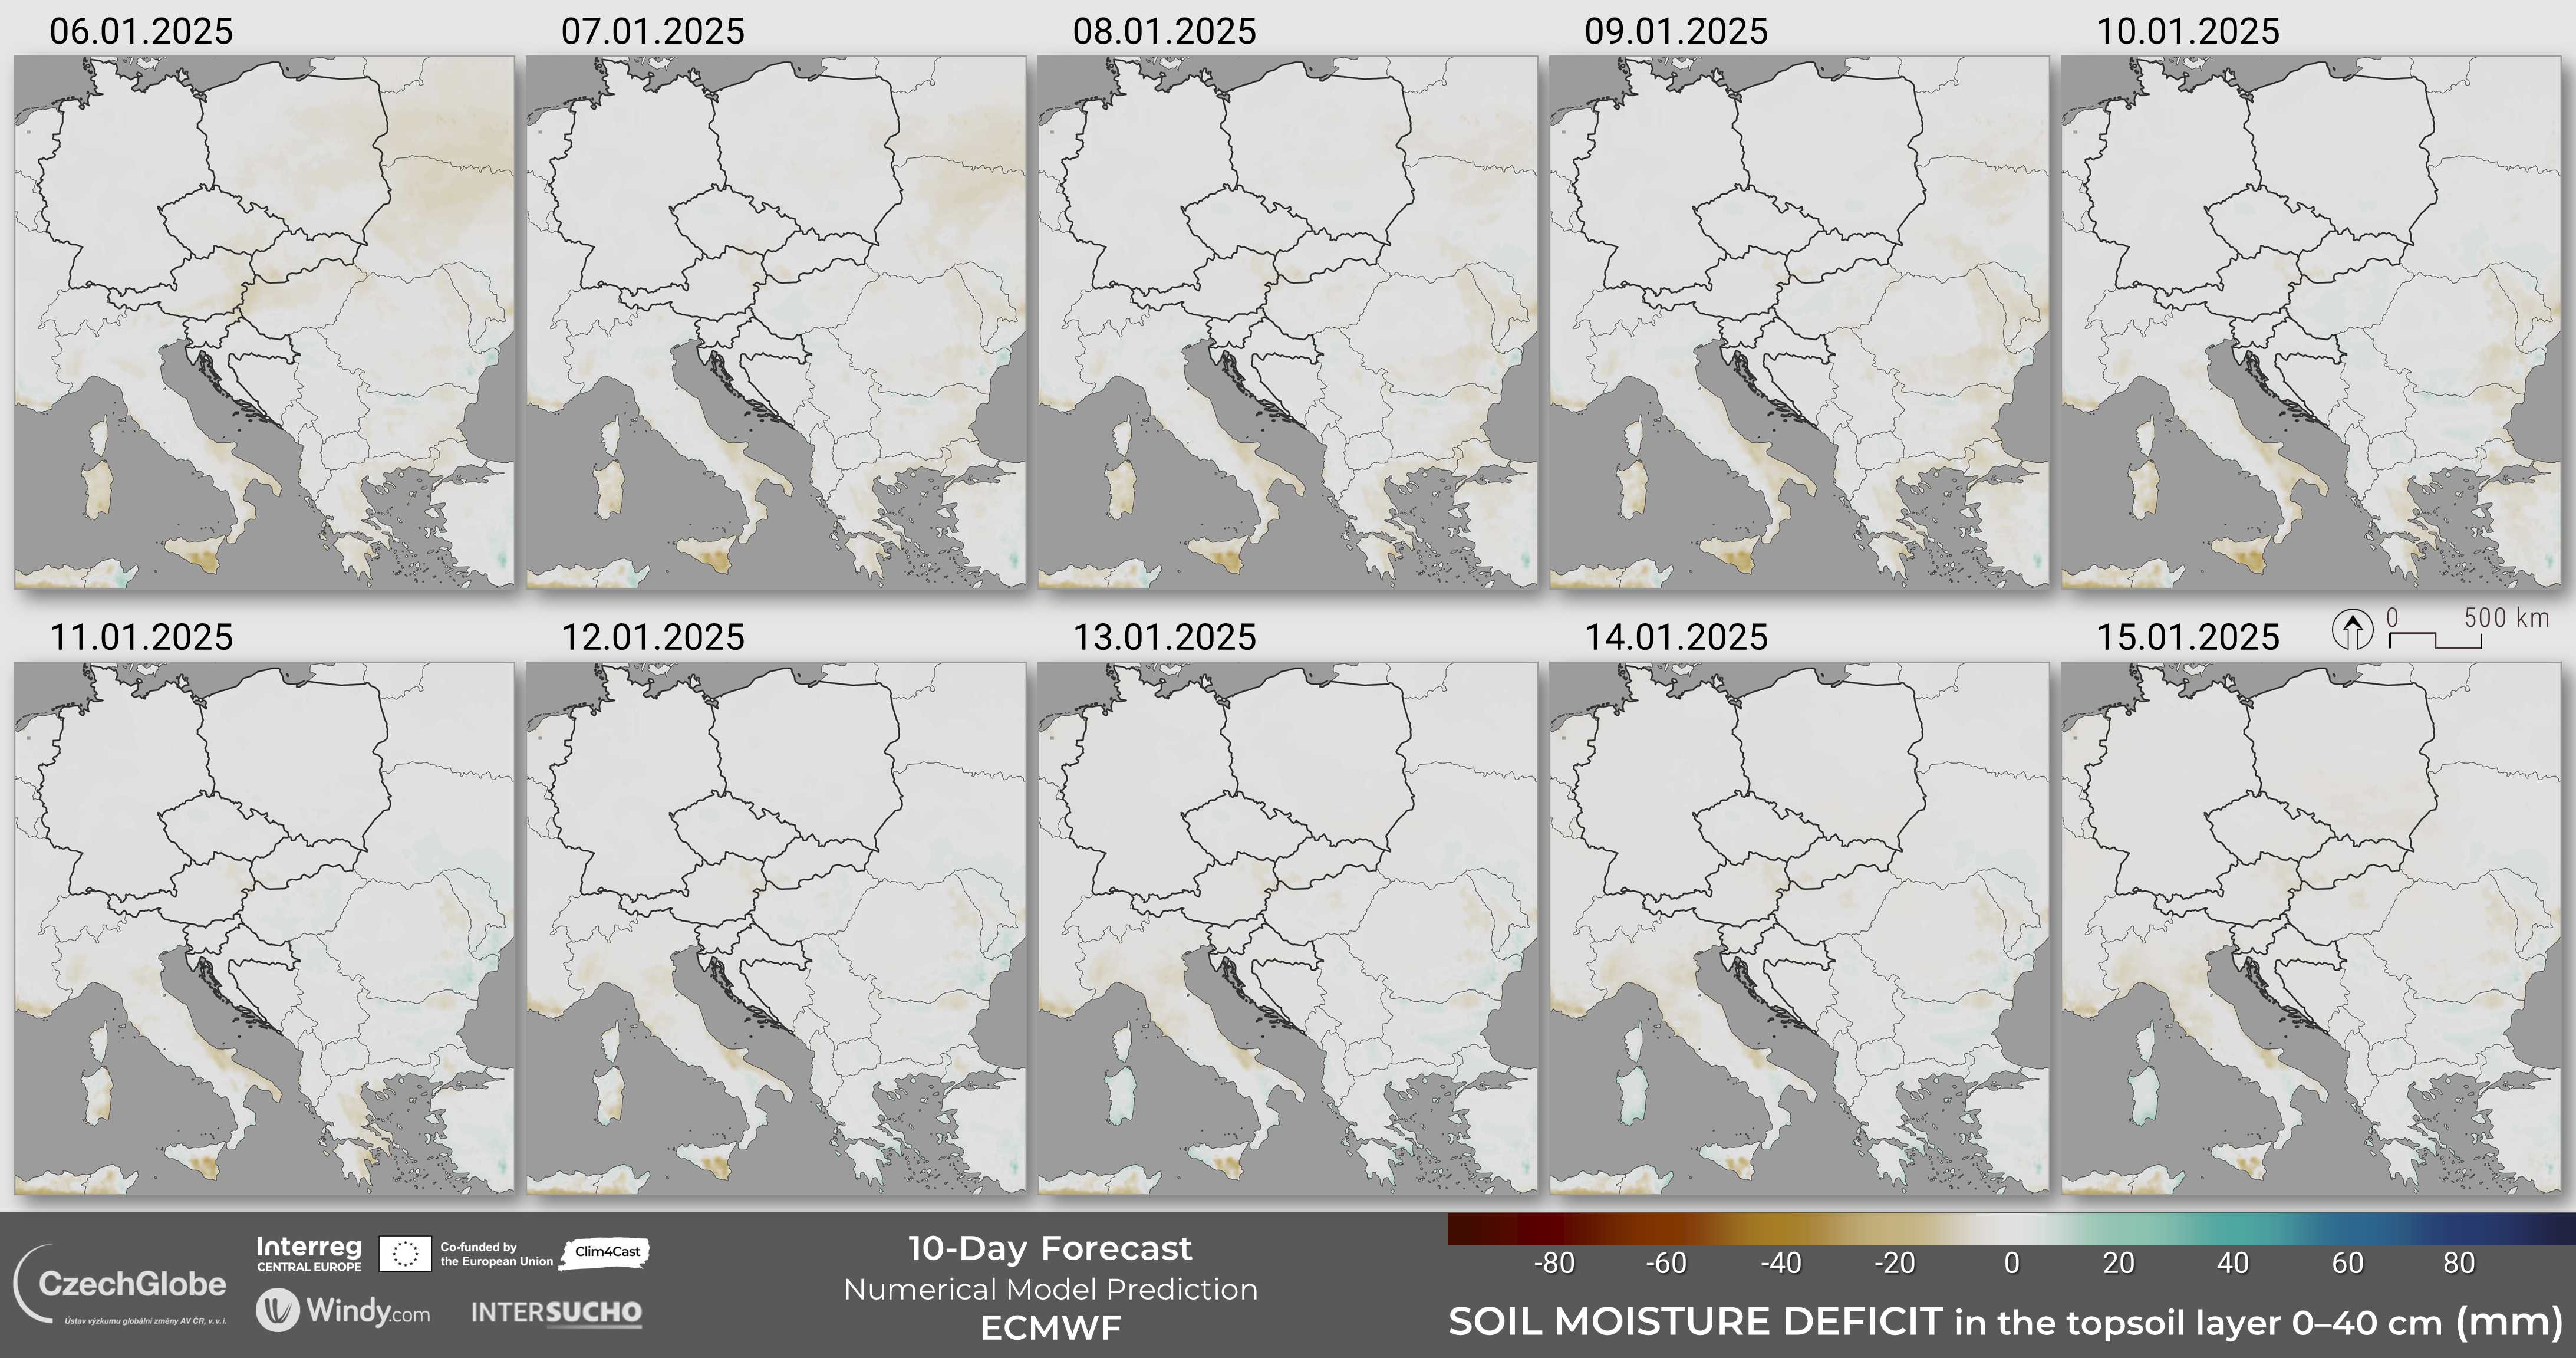 06.01.2025
07.01.2025
08.01.2025
09.01.2025
10.01.2025
11.01.2025
12.01.2025
13.01.2025
14.01.2025
15.01.2025
0 500 km
CzechGlobe
Ústav výzkumu globální změny AV ČR, v. v. i.
Interreg
CENTRAL EUROPE
Co-funded by
the European Union
Clim4Cast
Windy.com
INTERSUCHO
10-Day Forecast
Numerical Model Prediction
ECMWF
-80 -60 -40 -20 0 20 40 60 80
SOIL MOISTURE DEFICIT in the topsoil layer 0–40 cm (mm)